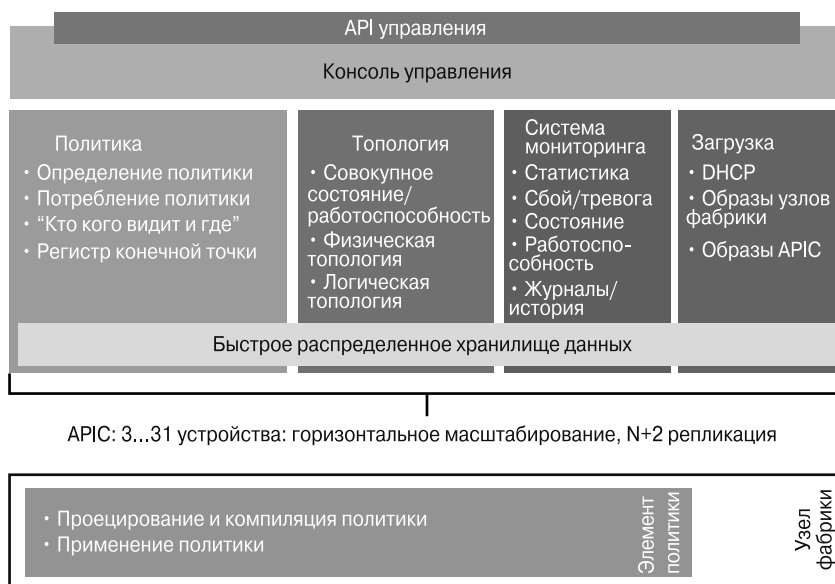 API управления
Консоль управления
Политика
• Определение политики
• Потребление политики
• “Кто кого видит и где”
• Регистр конечной точки
Топология
• Совокупное
состояние/
работоспособность
• Физическая
топология
• Логическая
топология
Система
мониторинга
• Статистика
• Сбой/тревога
• Состояние
• Работоспо-
собность
• Журналы/
история
Загрузка
• DHCP
• Образы узлов
фабрики
• Образы APIC
Быстрое распределенное хранилище данных
APIC: 3...31 устройства: горизонтальное масштабирование, N+2 репликация
• Проецирование и компиляция политики
• Применение политики
Элемент
политики
Узел
фабрики